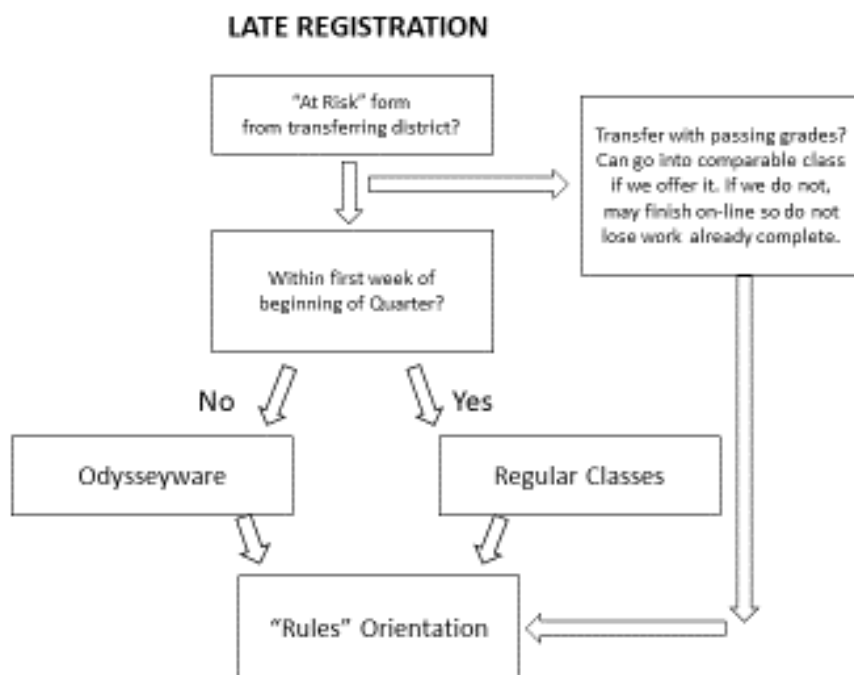 LATE REGISTRATION
“At Risk” form
from transferring district?
Transfer with passing grades?
Can go into comparable class
if we offer it. If we do not,
may finish on-line so do not
lose work already complete.
Within first week of
beginning of Quarter?
No
Yes
Odysseyware
Regular Classes
“Rules” Orientation